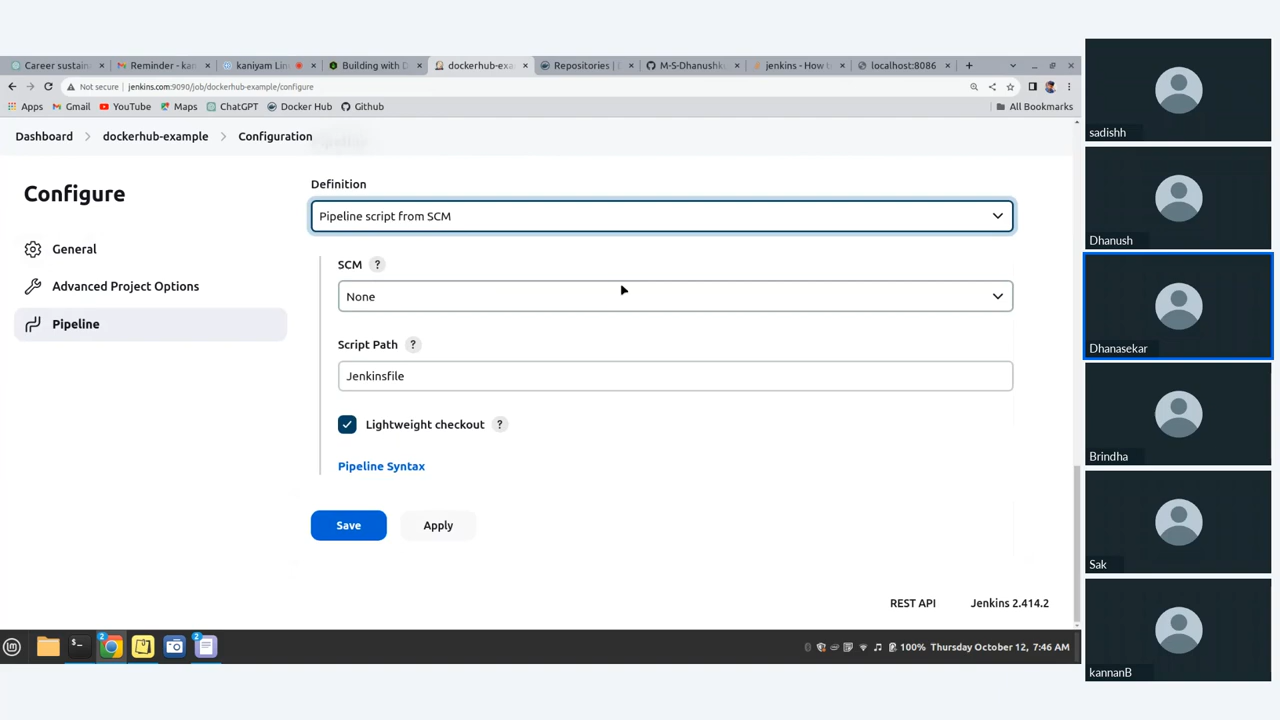 Career sustain
Reminder - kan
kaniyam Lin
Building with D
dockerhub-exa
Repositories |
M-S-Dhanushk
jenkins - How t
localhost:8086
Not secure
jenkins.com:9090/job/dockerhub-example/configure
Apps
Gmail
YouTube
Maps
ChatGPT
Docker Hub
Github
All Bookmarks
Dashboard > dockerhub-example > Configuration
Configure
General
Advanced Project Options
Pipeline
Definition
Pipeline script from SCM
SCM ?
None
Script Path ?
Jenkinsfile
Lightweight checkout ?
Pipeline Syntax
Save
Apply
REST API
Jenkins 2.414.2
2
2
100% Thursday October 12, 7:46 AM
sadishh
Dhanush
Dhanasekar
Brindha
Sak
kannanB